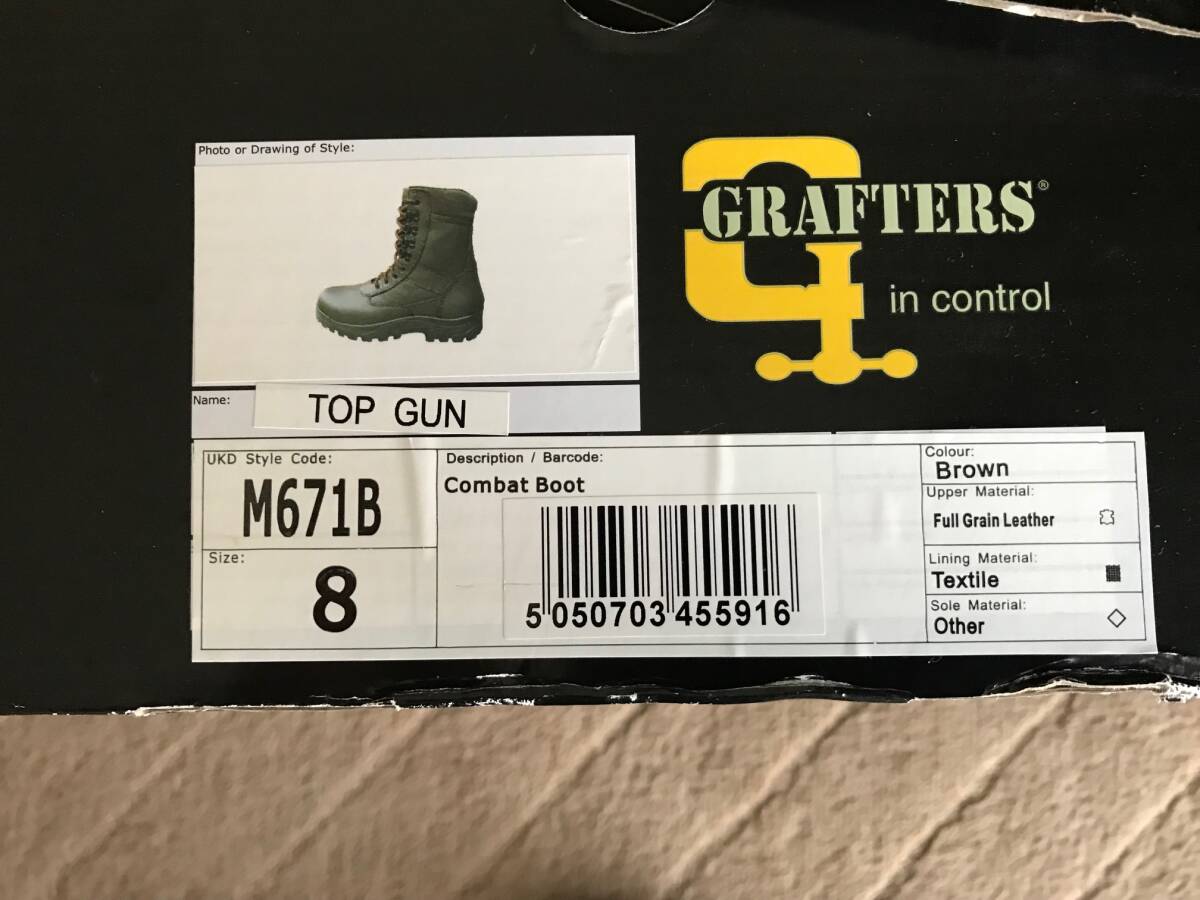 Photo or Drawing of Style:
GRAFTERS®
in control
Name:
TOP GUN
UKD Style Code:
M671B
Size:
8
Description / Barcode:
Combat Boot
5 050703 455916
Colour:
Brown
Upper Material:
Full Grain Leather
Lining Material:
Textile
Sole Material:
Other